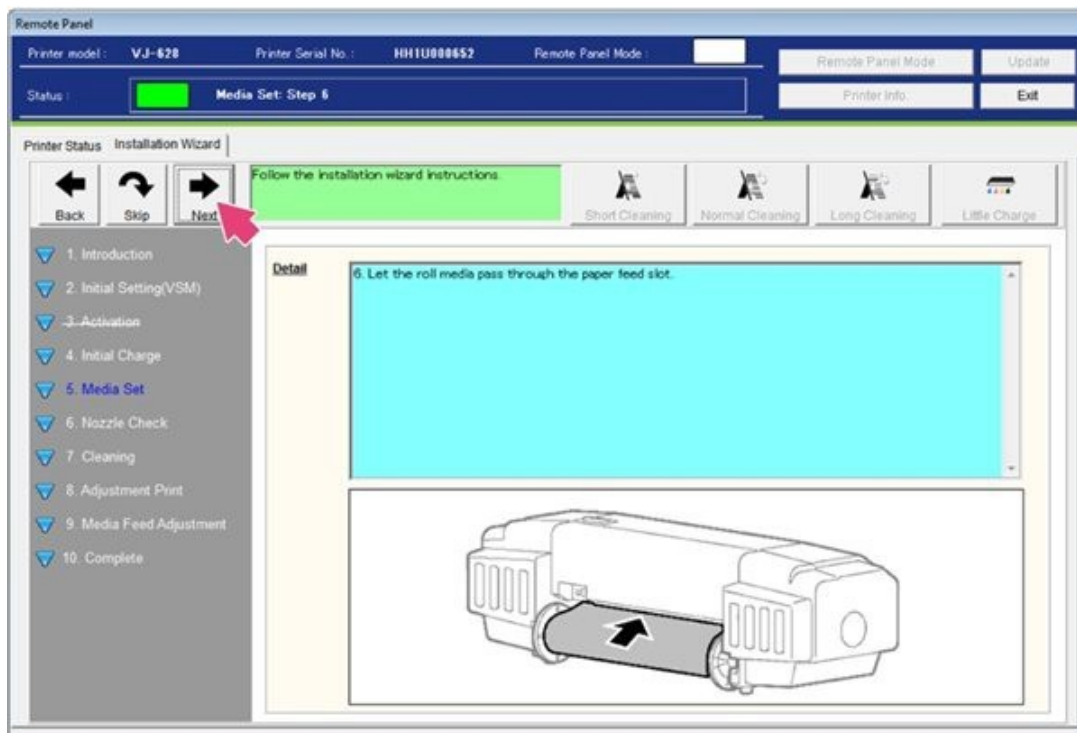 Remote Panel
Printer model : VJ-628 Printer Serial No. : HH1U000652 Remote Panel Mode :
Remote Panel Mode Update
Status : Media Set: Step 6
Printer Info. Exit
Printer Status Installation Wizard
Follow the installation wizard instructions.
Back Skip Next Short Cleaning Normal Cleaning Long Cleaning Little Charge
1. Introduction
2. Initial Setting(VSM)
3. Activation
4. Initial Charge
5. Media Set
6. Nozzle Check
7. Cleaning
8. Adjustment Print
9. Media Feed Adjustment
10. Complete
Detail
6. Let the roll media pass through the paper feed slot.